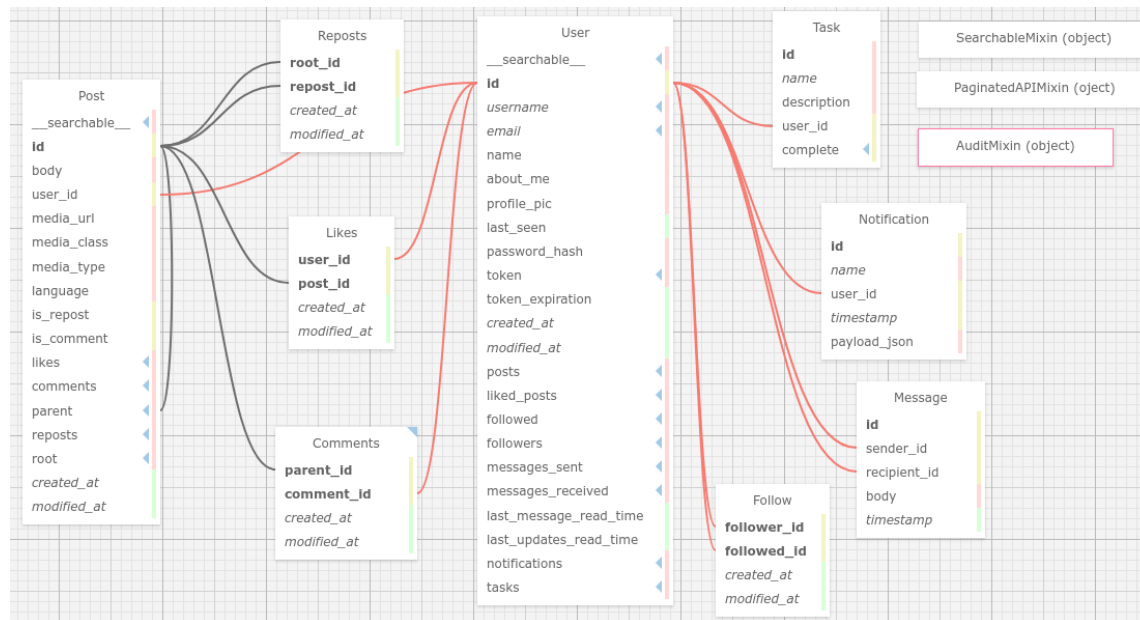 Post
__searchable__
id
body
user_id
media_url
media_class
media_type
language
is_repost
is_comment
likes
comments
parent
reposts
root
created_at
modified_at
Reposts
root_id
repost_id
created_at
modified_at
Likes
user_id
post_id
created_at
modified_at
Comments
parent_id
comment_id
created_at
modified_at
User
__searchable__
id
username
email
name
about_me
profile_pic
last_seen
password_hash
token
token_expiration
created_at
modified_at
posts
liked_posts
followed
followers
messages_sent
messages_received
last_message_read_time
last_updates_read_time
notifications
tasks
Task
id
name
description
user_id
complete
Notification
id
name
user_id
timestamp
payload_json
Message
id
sender_id
recipient_id
body
timestamp
Follow
follower_id
followed_id
created_at
modified_at
SearchableMixin (object)
PaginatedAPIMixin (oject)
AuditMixin (object)